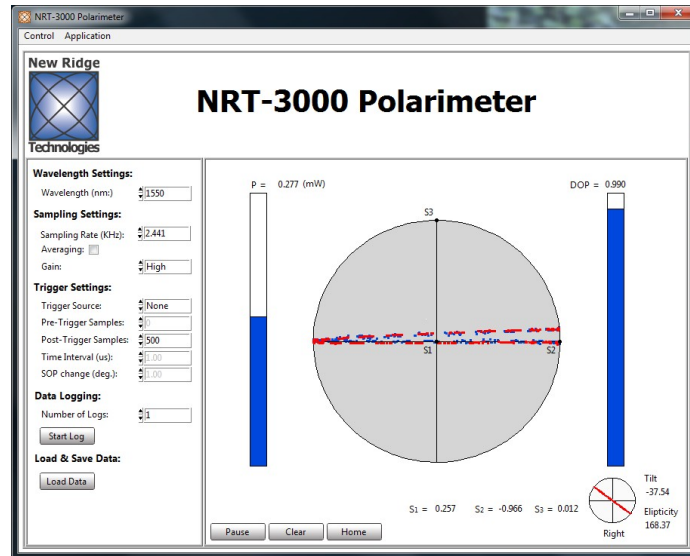 NRT-3000 Polarimeter
Control Application
New Ridge
Technologies
NRT-3000 Polarimeter
Wavelength Settings:
Wavelength (nm:) 1550
Sampling Settings:
Sampling Rate (KHz): 2.441
Averaging:
Gain: High
Trigger Settings:
Trigger Source: None
Pre-Trigger Samples: 0
Post-Trigger Samples: 500
Time Interval (us): 1.00
SOP change (deg.): 1.00
Data Logging:
Number of Logs: 1
Start Log
Load & Save Data:
Load Data
P = 0.277 (mW)
DOP = 0.990
S3
S1
S2
S1 = 0.257 S2 = -0.966 S3 = 0.012
Tilt
-37.54
Elipticity
168.37
Right
Pause Clear Home